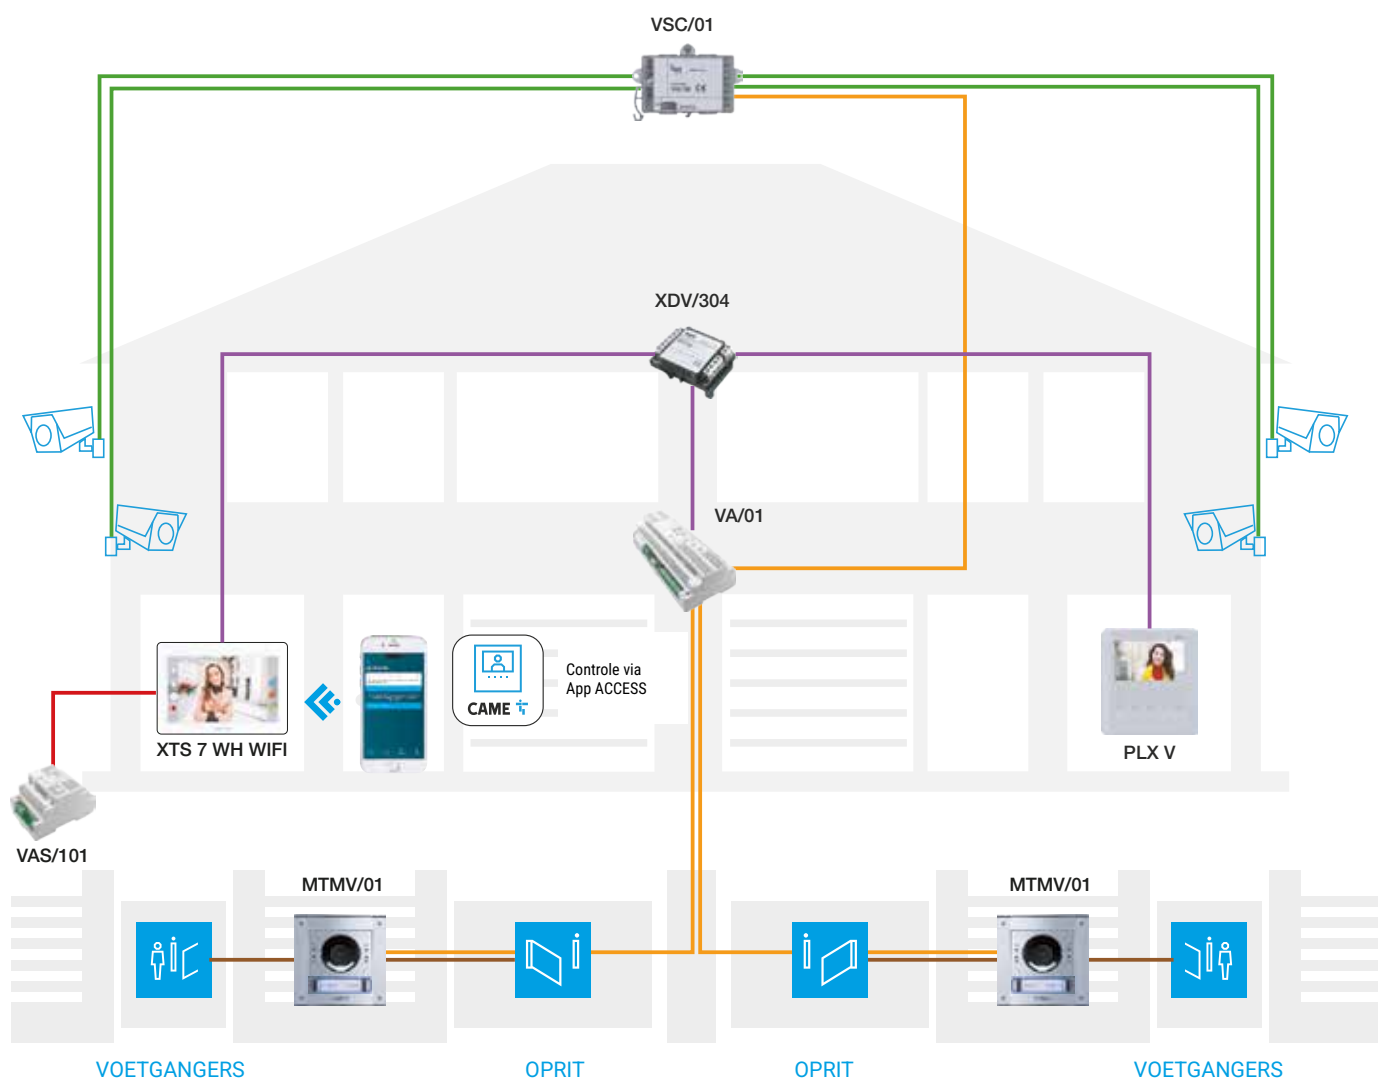 VSC/01
XDV/304
VA/01
Controle via
App ACCESS
CAME
XTS 7 WH WIFI
PLX V
VAS/101
MTMV/01
MTMV/01
VOETGANGERS
OPRIT
OPRIT
VOETGANGERS